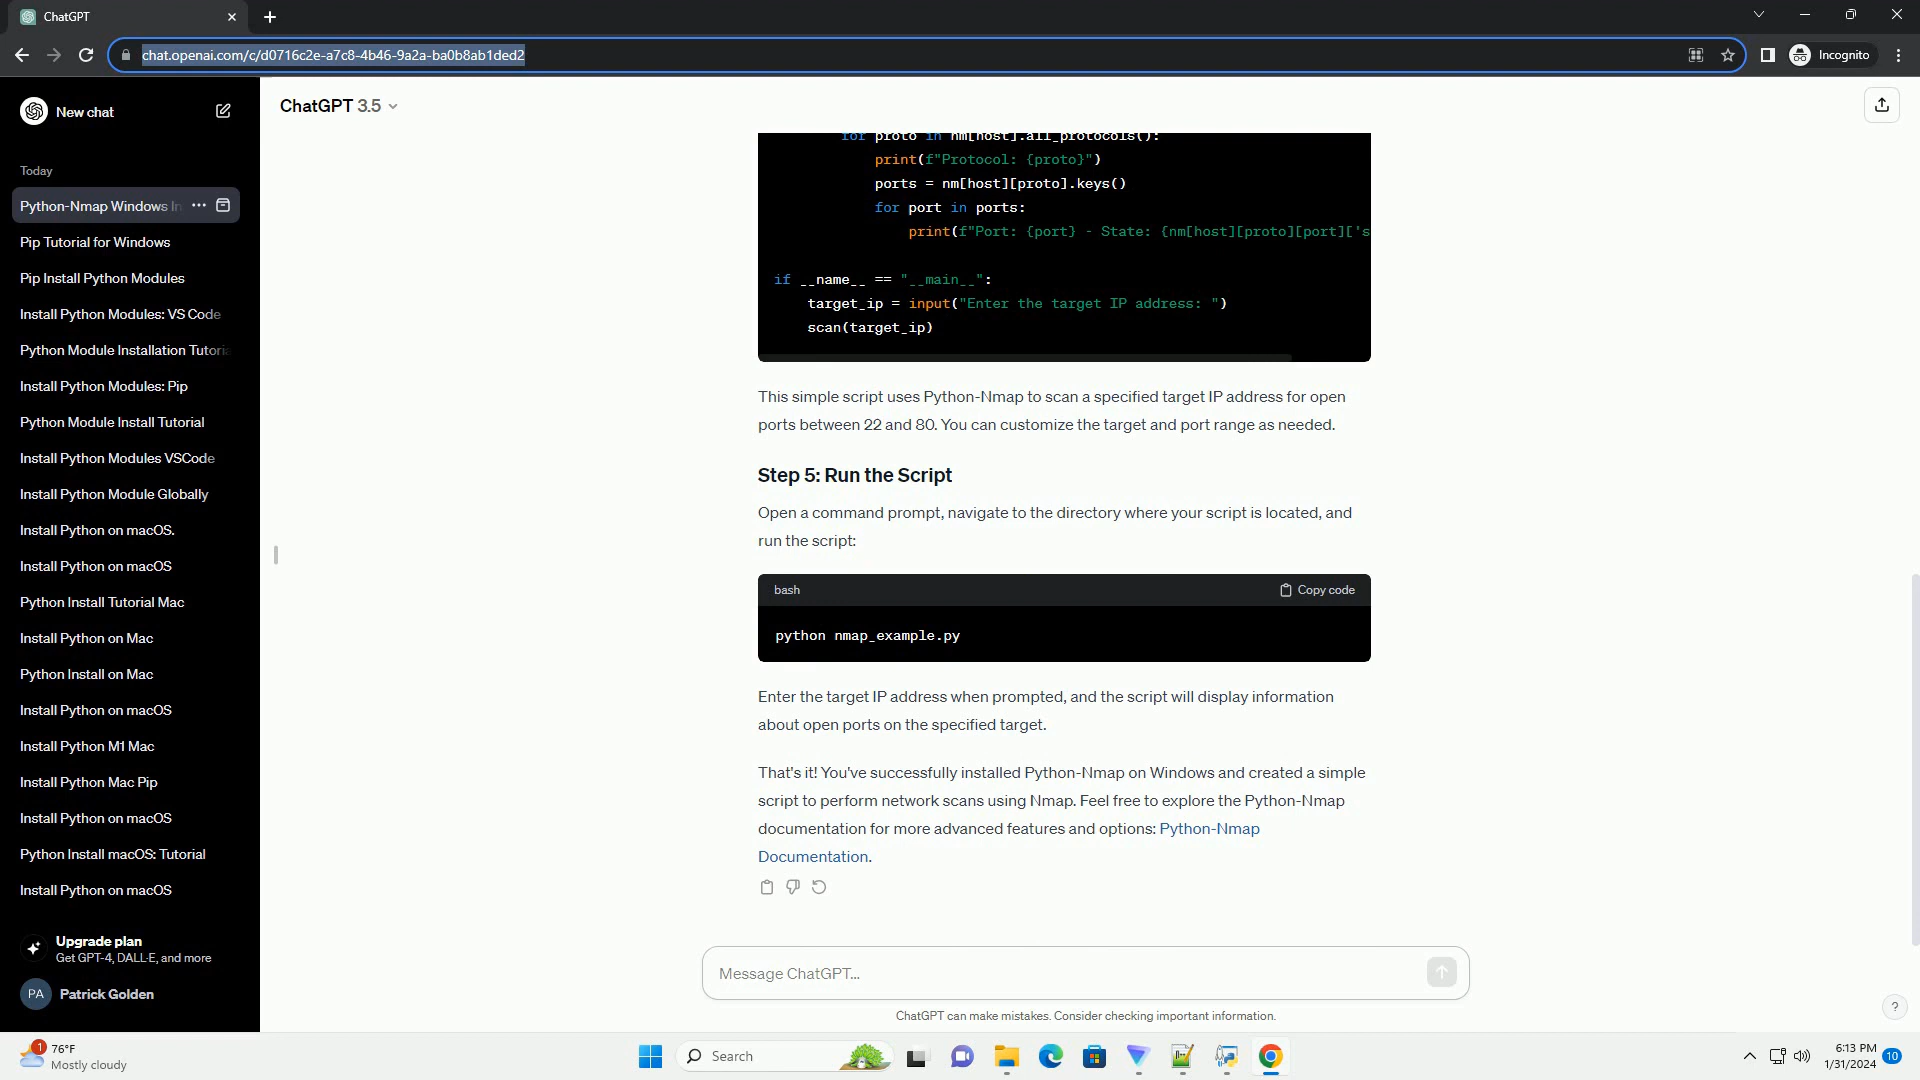 ChatGPT
chat.openai.com/c/d0716c2e-a7c8-4b46-9a2a-ba0b8ab1ded2
Incognito
New chat
Today
Python-Nmap Windows In
Pip Tutorial for Windows
Pip Install Python Modules
Install Python Modules: VS Code
Python Module Installation Tutoria
Install Python Modules: Pip
Python Module Install Tutorial
Install Python Modules VSCode
Install Python Module Globally
Install Python on macOS.
Install Python on macOS
Python Install Tutorial Mac
Install Python on Mac
Python Install on Mac
Install Python on macOS
Install Python M1 Mac
Install Python Mac Pip
Install Python on macOS
Python Install macOS: Tutorial
Install Python on macOS
Upgrade plan
Get GPT-4, DALL·E, and more
PA Patrick Golden
ChatGPT 3.5
for proto in nm[host].all_protocols():
print(f"Protocol: {proto}")
ports = nm[host][proto].keys()
for port in ports:
print(f"Port: {port} - State: {nm[host][proto][port]['s
if __name__ == "__main__":
target_ip = input("Enter the target IP address: ")
scan(target_ip)
This simple script uses Python-Nmap to scan a specified target IP address for open
ports between 22 and 80. You can customize the target and port range as needed.
Step 5: Run the Script
Open a command prompt, navigate to the directory where your script is located, and
run the script:
bash Copy code
python nmap_example.py
Enter the target IP address when prompted, and the script will display information
about open ports on the specified target.
That's it! You've successfully installed Python-Nmap on Windows and created a simple
script to perform network scans using Nmap. Feel free to explore the Python-Nmap
documentation for more advanced features and options: Python-Nmap
Documentation.
Message ChatGPT...
ChatGPT can make mistakes. Consider checking important information.
?
1
76°F
Mostly cloudy
Search
6:13 PM
1/31/2024
10